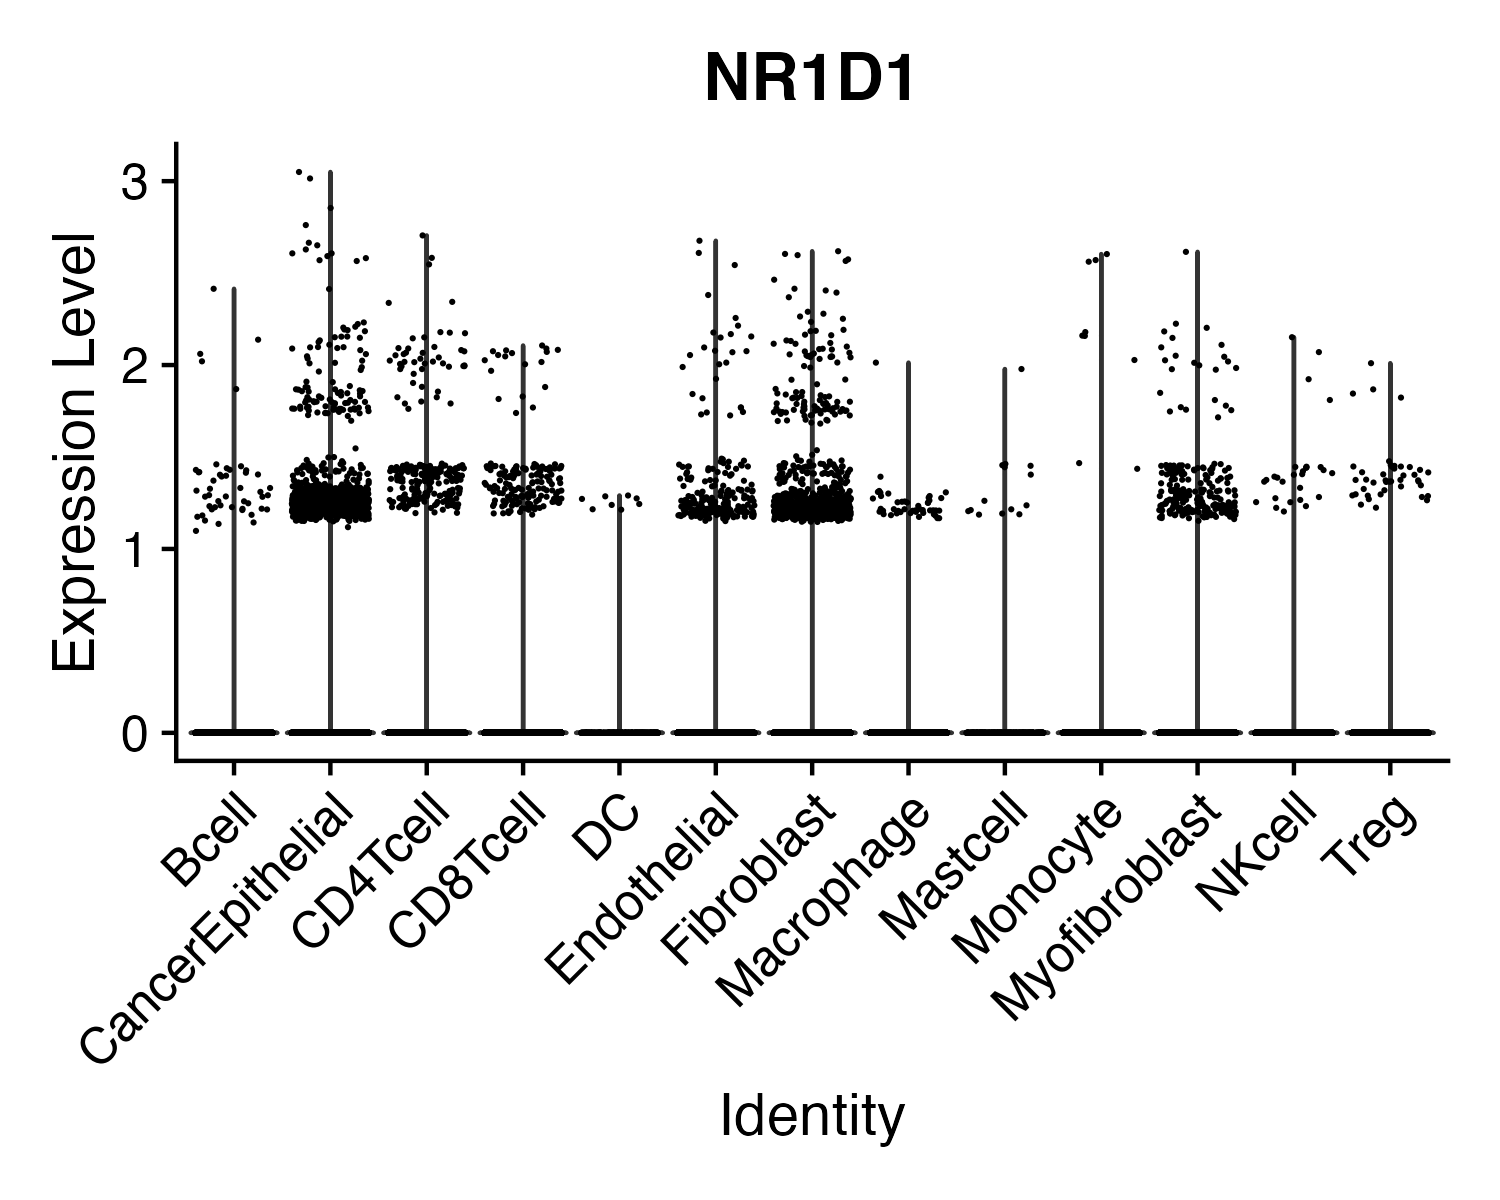 NR1D1
Expression Level
3
2
1
0
Bcell
CancerEpithelial
CD4Tcell
CD8Tcell
DC
Endothelial
Fibroblast
Macrophage
Mastcell
Monocyte
Myofibroblast
NKcell
Treg
Identity